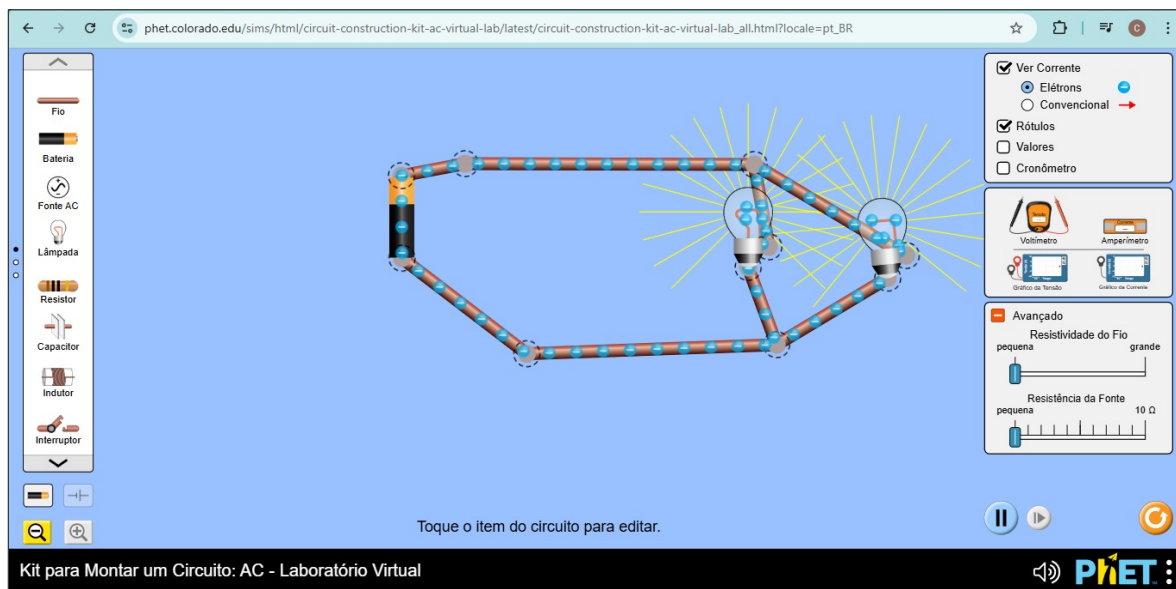 phet.colorado.edu/sims/html/circuit-construction-kit-ac-virtual-lab/latest/circuit-construction-kit-ac-virtual-lab_all.html?locale=pt_BR
C
Fio
Bateria
Fonte AC
Lâmpada
Resistor
Capacitor
Indutor
Interruptor
Ver Corrente
Elétrons
Convencional
Rótulos
Valores
Cronômetro
Voltímetro
Amperímetro
Gráfico da Tensão
Gráfico da Corrente
Avançado
Resistividade do Fio
pequena grande
Resistência da Fonte
pequena 10 Ω
Toque o item do circuito para editar.
Kit para Montar um Circuito: AC - Laboratório Virtual
PhET